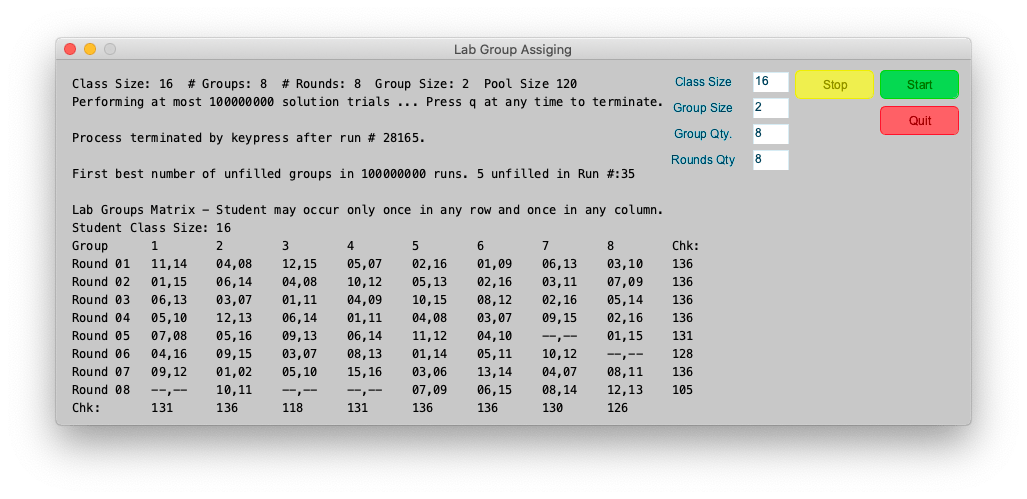 Lab Group Assiging
Class Size: 16  # Groups: 8  # Rounds: 8  Group Size: 2  Pool Size 120
Performing at most 100000000 solution trials ... Press q at any time to terminate.
Process terminated by keypress after run # 28165.
First best number of unfilled groups in 100000000 runs. 5 unfilled in Run #:35
Class Size 16 Stop Start
Group Size 2 Quit
Group Qty. 8
Rounds Qty 8
Lab Groups Matrix – Student may occur only once in any row and once in any column.
Student Class Size: 16
Group 1 2 3 4 5 6 7 8 Chk:
Round 01 11,14 04,08 12,15 05,07 02,16 01,09 06,13 03,10 136
Round 02 01,15 06,14 04,08 10,12 05,13 02,16 03,11 07,09 136
Round 03 06,13 03,07 01,11 04,09 10,15 08,12 02,16 05,14 136
Round 04 05,10 12,13 06,14 01,11 04,08 03,07 09,15 02,16 136
Round 05 07,08 05,16 09,13 06,14 11,12 04,10 --,-- 01,15 131
Round 06 04,16 09,15 03,07 08,13 01,14 05,11 10,12 --,-- 128
Round 07 09,12 01,02 05,10 15,16 03,06 13,14 04,07 08,11 136
Round 08 --,-- 10,11 --,-- --,-- 07,09 06,15 08,14 12,13 105
Chk: 131 136 118 131 136 136 130 126